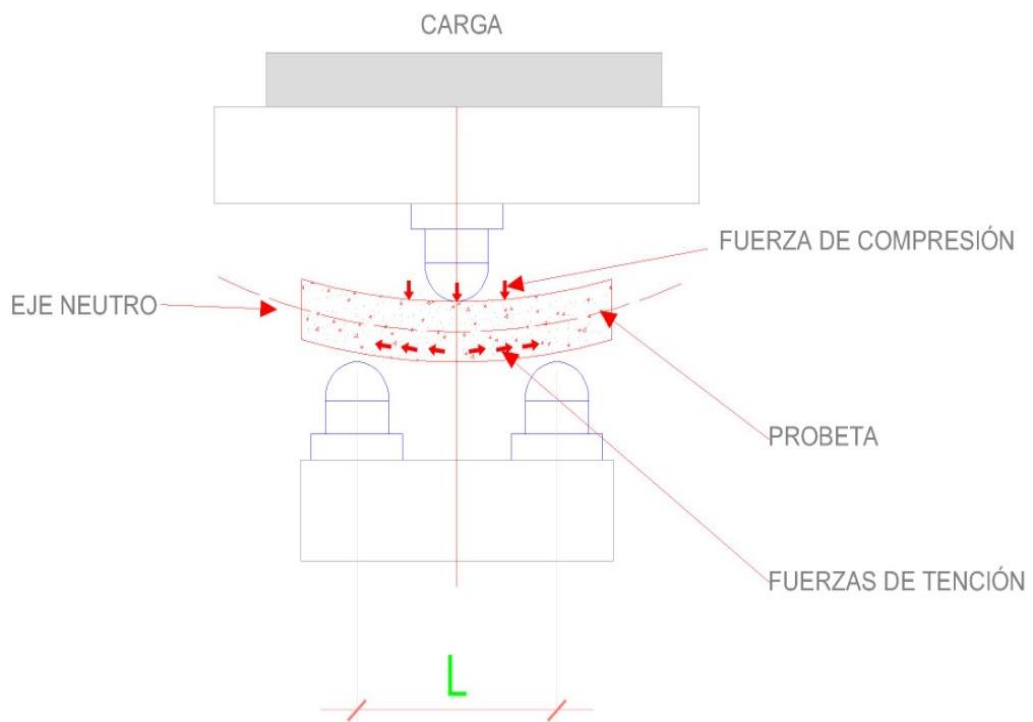 CARGA
FUERZA DE COMPRESIÓN
EJE NEUTRO
PROBETA
FUERZAS DE TENCIÓN
L